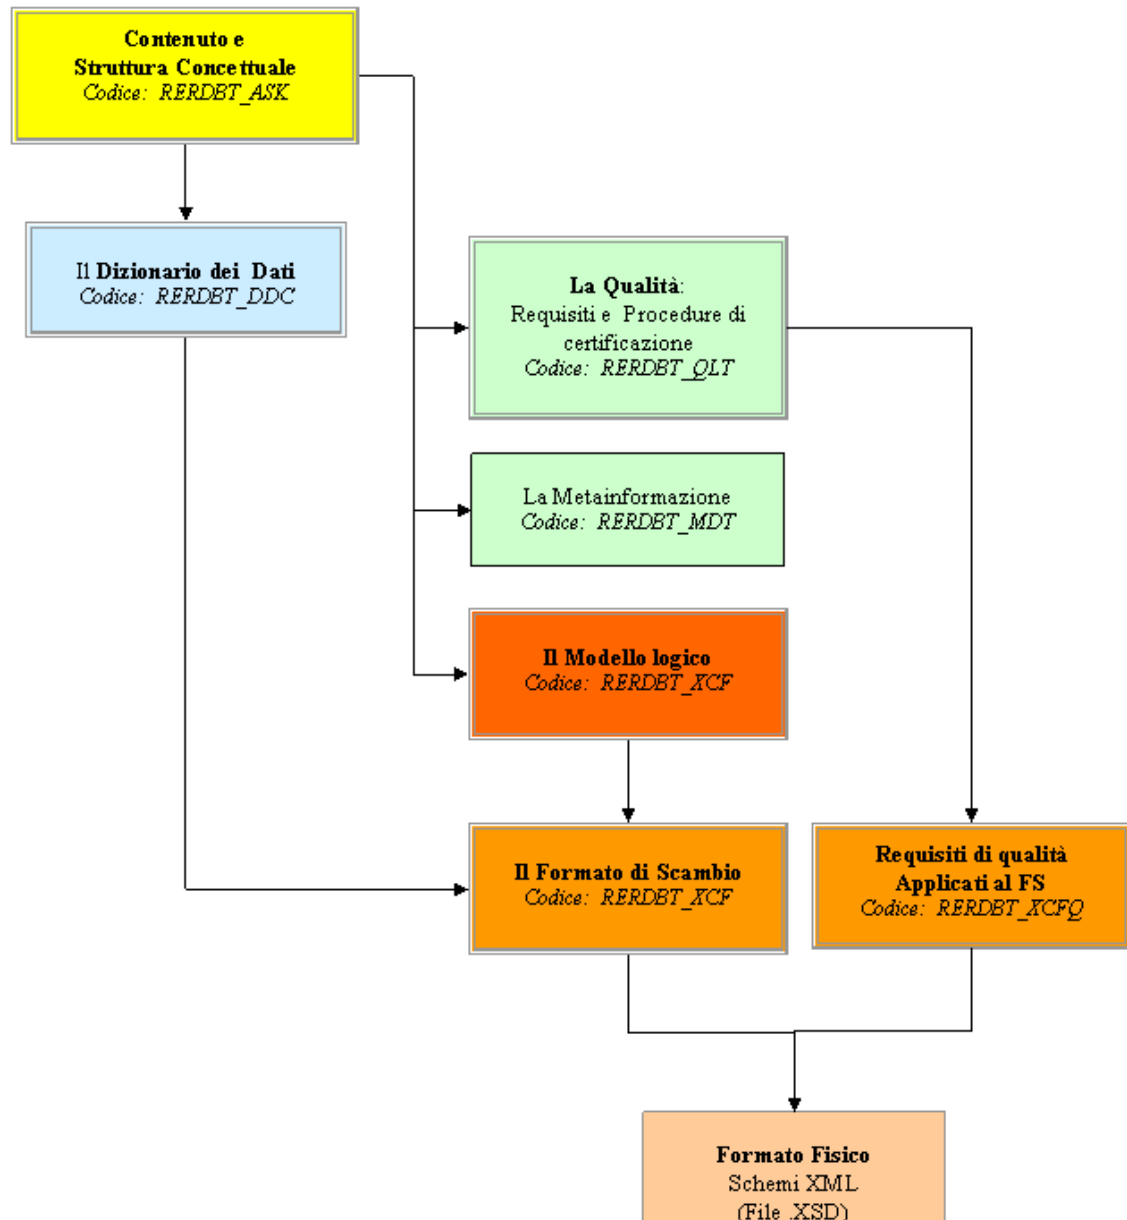 Contenuto e
Struttura Concettuale
Codice: RERDBT_ASK
Il Dizionario dei Dati
Codice: RERDBT_DDC
La Qualità:
Requisiti e Procedure di
certificazione
Codice: RERDBT_QLT
La Metainformazione
Codice: RERDBT_MDT
Il Modello logico
Codice: RERDBT_XCF
Il Formato di Scambio
Codice: RERDBT_XCF
Requisiti di qualità
Applicati al FS
Codice: RERDBT_XCFQ
Formato Fisico
Schemi XML
(File .XSD)